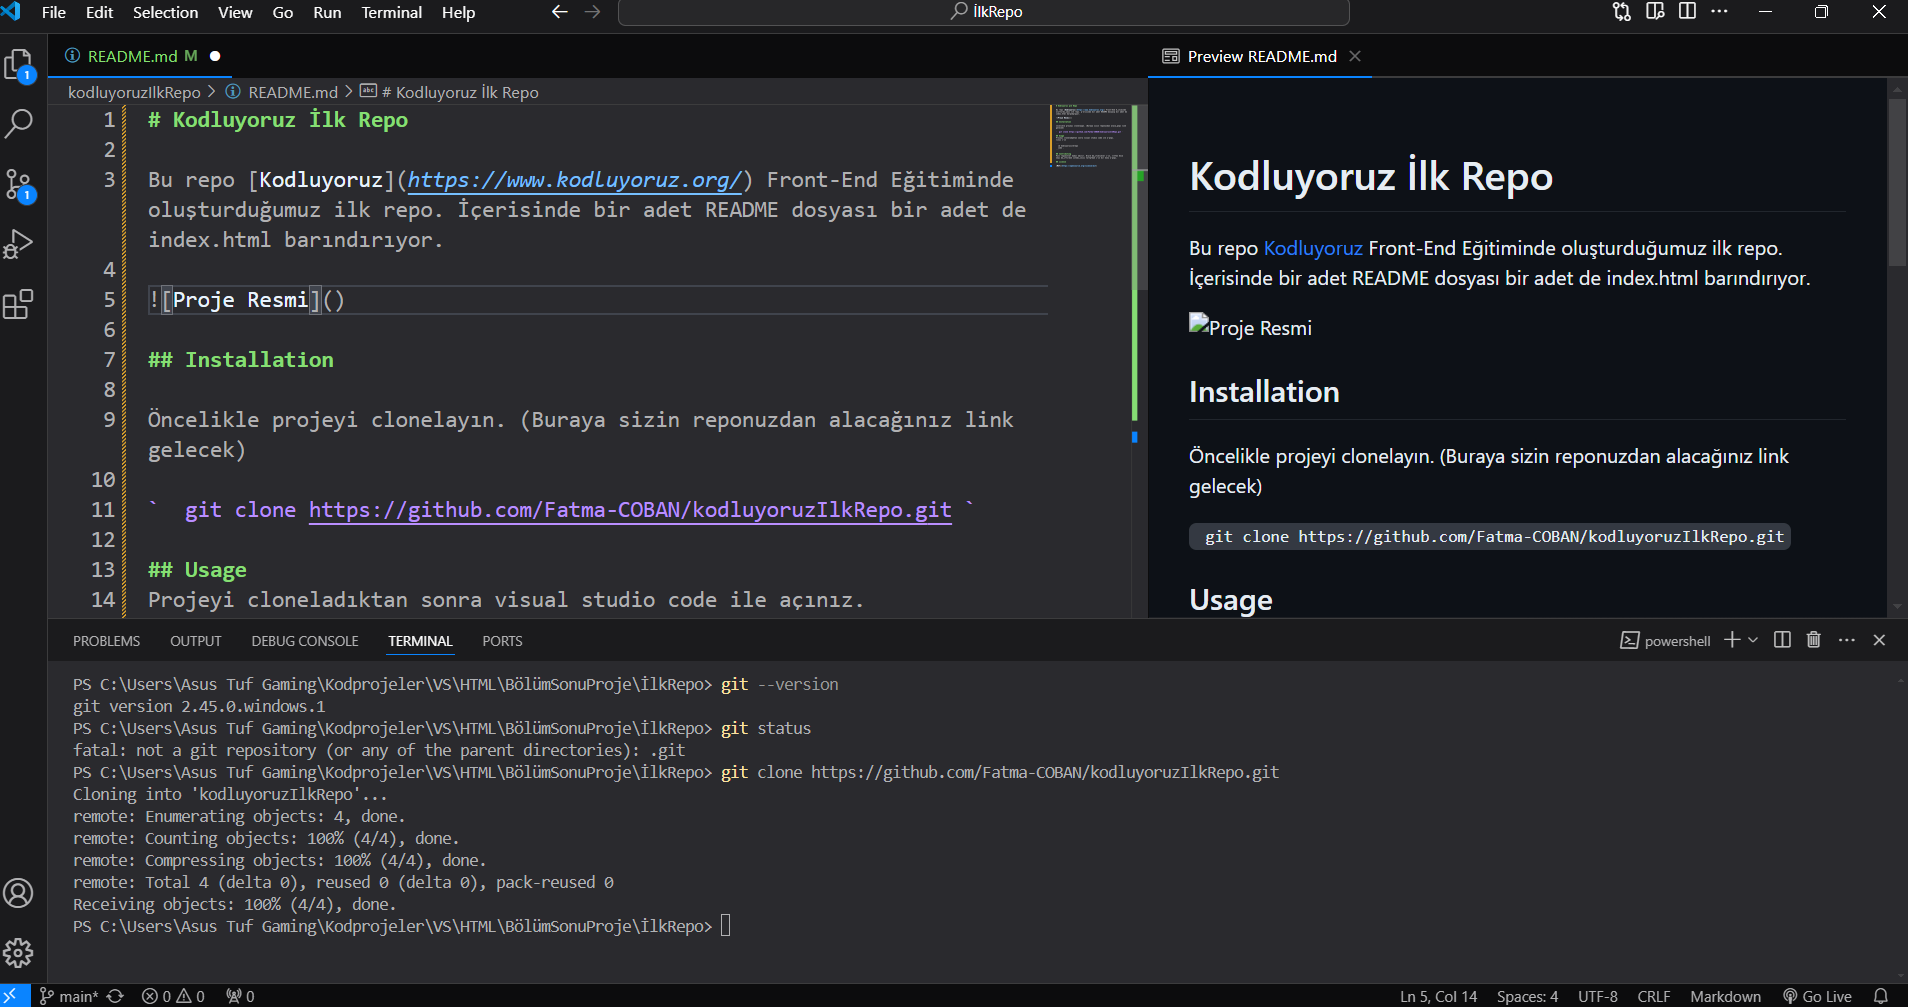 File Edit Selection View Go Run Terminal Help
İlkRepo
README.md M
Preview README.md
1
1
kodluyoruzIlkRepo > README.md > # Kodluyoruz İlk Repo
1 # Kodluyoruz İlk Repo
2
3 Bu repo [Kodluyoruz](https://www.kodluyoruz.org/) Front-End Eğitiminde
oluşturduğumuz ilk repo. İçerisinde bir adet README dosyası bir adet de
index.html barındırıyor.
4
5 ![Proje Resmi]()
6
7 ## Installation
8
9 Öncelikle projeyi clonelayın. (Buraya sizin reponuzdan alacağınız link
gelecek)
10
11 `  git clone https://github.com/Fatma-COBAN/kodluyoruzIlkRepo.git `
12
13 ## Usage
14 Projeyi cloneladıktan sonra visual studio code ile açınız.
Kodluyoruz İlk Repo
Bu repo Kodluyoruz Front-End Eğitiminde oluşturduğumuz ilk repo.
İçerisinde bir adet README dosyası bir adet de index.html barındırıyor.
Proje Resmi
Installation
Öncelikle projeyi clonelayın. (Buraya sizin reponuzdan alacağınız link
gelecek)
git clone https://github.com/Fatma-COBAN/kodluyoruzIlkRepo.git
Usage
PROBLEMS OUTPUT DEBUG CONSOLE TERMINAL PORTS
powershell
PS C:\Users\Asus Tuf Gaming\Kodprojeler\VS\HTML\BölümSonuProje\İlkRepo> git --version
git version 2.45.0.windows.1
PS C:\Users\Asus Tuf Gaming\Kodprojeler\VS\HTML\BölümSonuProje\İlkRepo> git status
fatal: not a git repository (or any of the parent directories): .git
PS C:\Users\Asus Tuf Gaming\Kodprojeler\VS\HTML\BölümSonuProje\İlkRepo> git clone https://github.com/Fatma-COBAN/kodluyoruzIlkRepo.git
Cloning into 'kodluyoruzIlkRepo'...
remote: Enumerating objects: 4, done.
remote: Counting objects: 100% (4/4), done.
remote: Compressing objects: 100% (4/4), done.
remote: Total 4 (delta 0), reused 0 (delta 0), pack-reused 0
Receiving objects: 100% (4/4), done.
PS C:\Users\Asus Tuf Gaming\Kodprojeler\VS\HTML\BölümSonuProje\İlkRepo>
main* 0 0 0
Ln 5, Col 14 Spaces: 4 UTF-8 CRLF Markdown Go Live